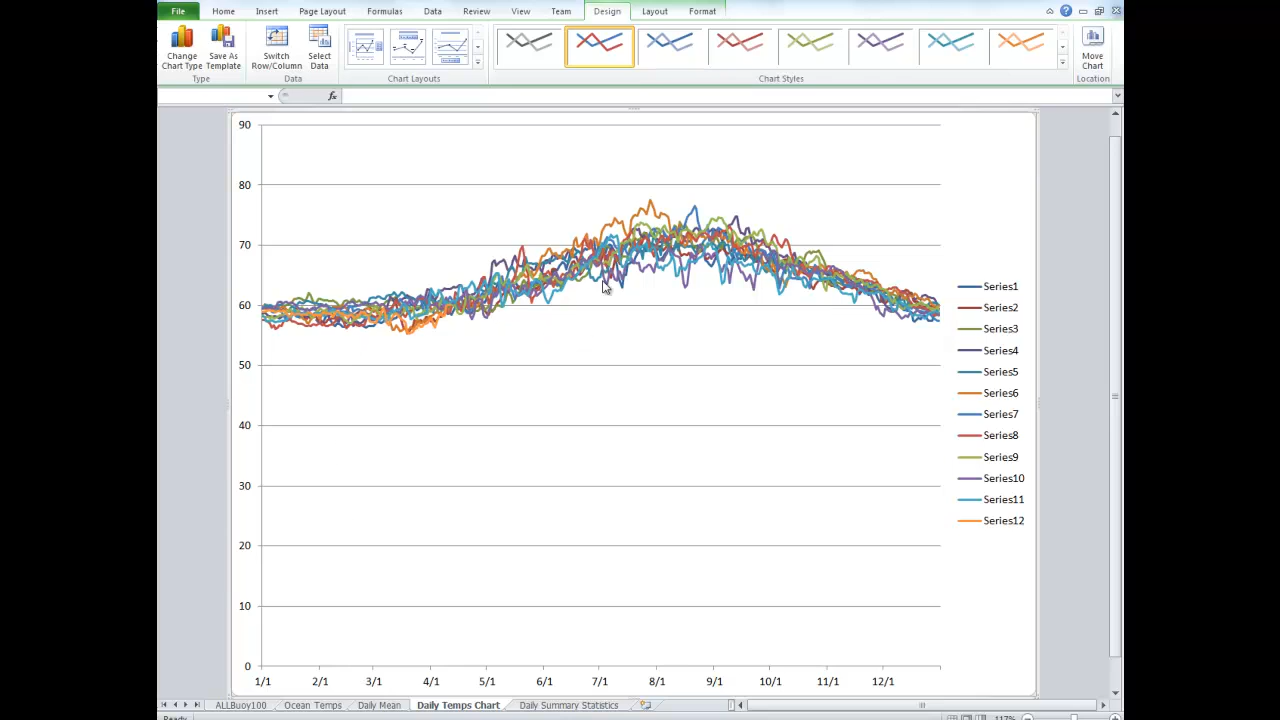 File Home Insert Page Layout Formulas Data Review View Team Design Layout Format
Change Chart Type
Save As Template
Switch Row/Column
Select Data
Move Chart
Type Data Chart Layouts Chart Styles Location
fx
90
80
70
60
50
40
30
20
10
0
1/1 2/1 3/1 4/1 5/1 6/1 7/1 8/1 9/1 10/1 11/1 12/1
Series1
Series2
Series3
Series4
Series5
Series6
Series7
Series8
Series9
Series10
Series11
Series12
ALLBuoy100 Ocean Temps Daily Mean Daily Temps Chart Daily Summary Statistics
Ready 117%